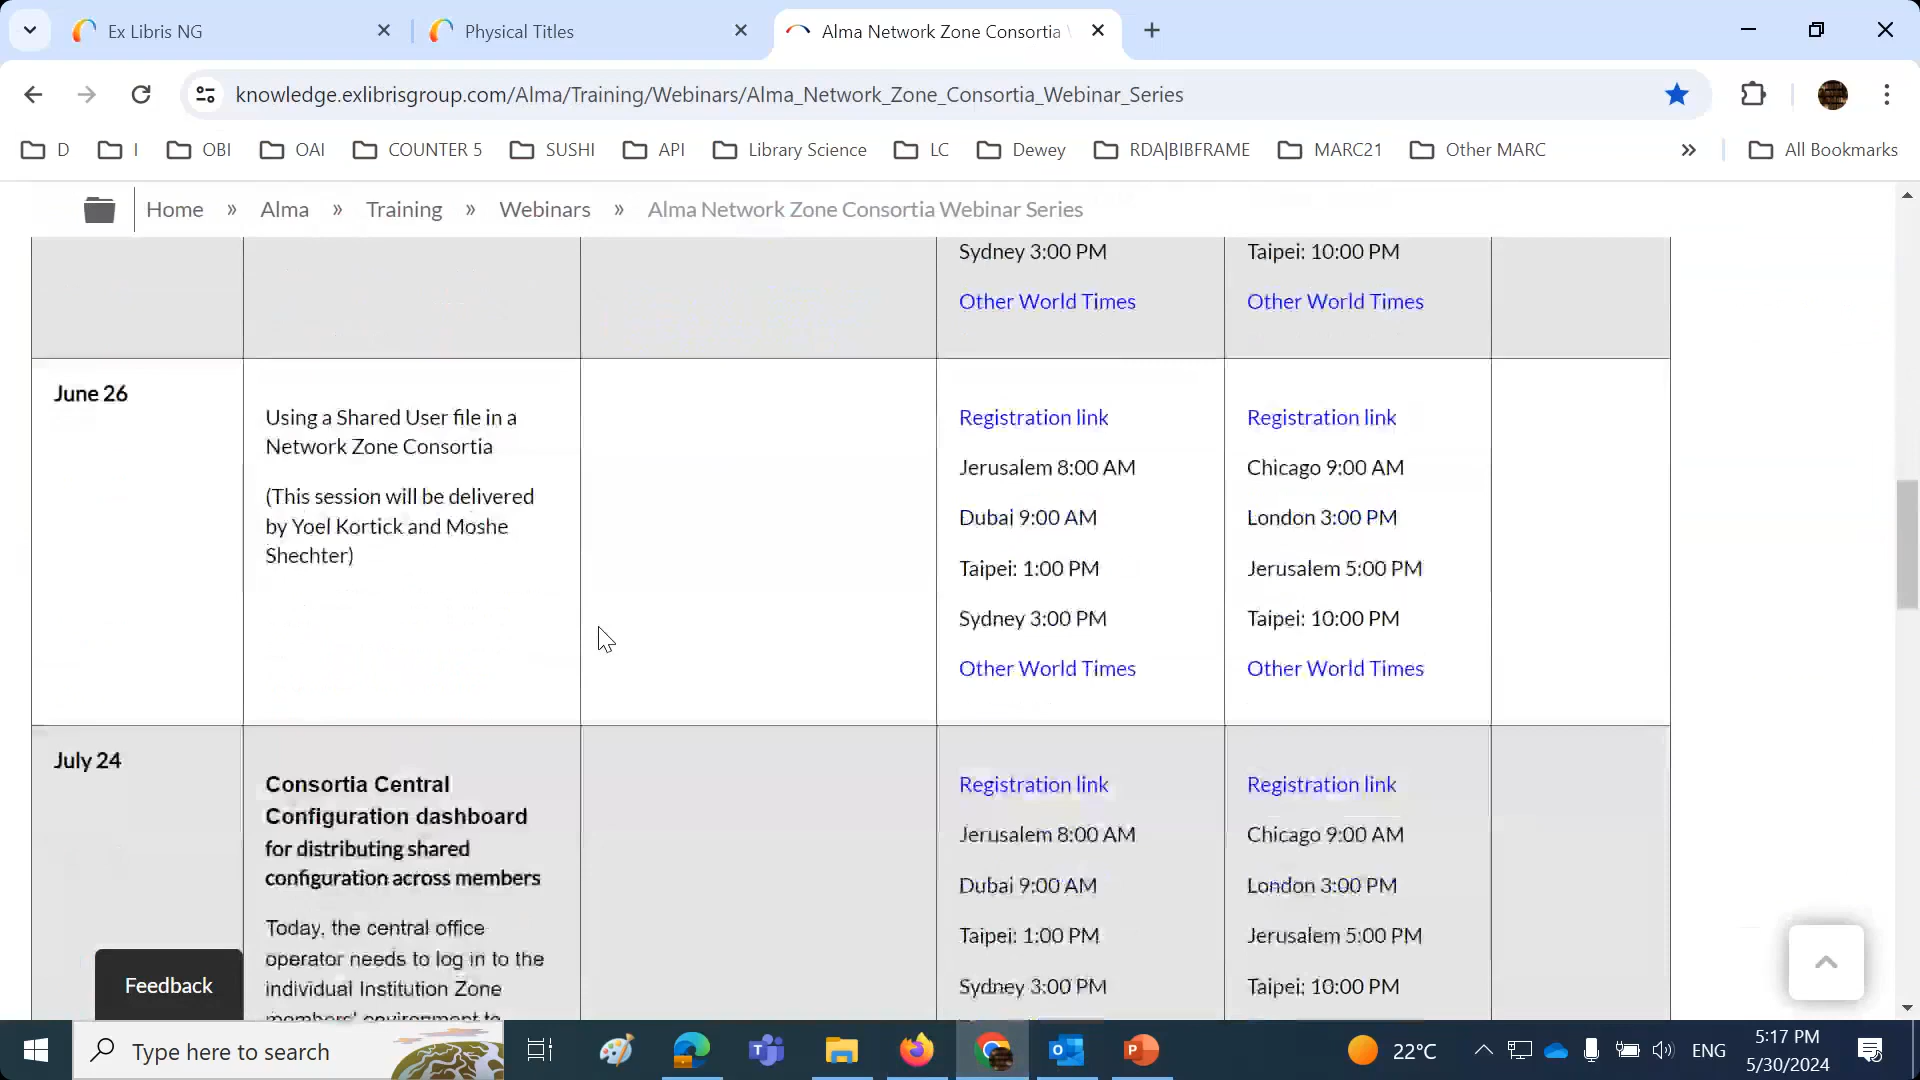 Ex Libris NG
Physical Titles
Alma Network Zone Consortia
knowledge.exlibrisgroup.com/Alma/Training/Webinars/Alma_Network_Zone_Consortia_Webinar_Series
D
I
OBI
OAI
COUNTER 5
SUSHI
API
Library Science
LC
Dewey
RDA|BIBFRAME
MARC21
Other MARC
»
All Bookmarks
Home » Alma » Training » Webinars » Alma Network Zone Consortia Webinar Series
Sydney 3:00 PM
Other World Times
Taipei: 10:00 PM
Other World Times
June 26
Using a Shared User file in a
Network Zone Consortia
(This session will be delivered
by Yoel Kortick and Moshe
Shechter)
Registration link
Jerusalem 8:00 AM
Dubai 9:00 AM
Taipei: 1:00 PM
Sydney 3:00 PM
Other World Times
Registration link
Chicago 9:00 AM
London 3:00 PM
Jerusalem 5:00 PM
Taipei: 10:00 PM
Other World Times
July 24
Consortia Central
Configuration dashboard
for distributing shared
configuration across members
Today, the central office
operator needs to log in to the
individual Institution Zone
members' environment to
Registration link
Jerusalem 8:00 AM
Dubai 9:00 AM
Taipei: 1:00 PM
Sydney 3:00 PM
Registration link
Chicago 9:00 AM
London 3:00 PM
Jerusalem 5:00 PM
Taipei: 10:00 PM
Feedback
Type here to search
22°C
ENG
5:17 PM
5/30/2024